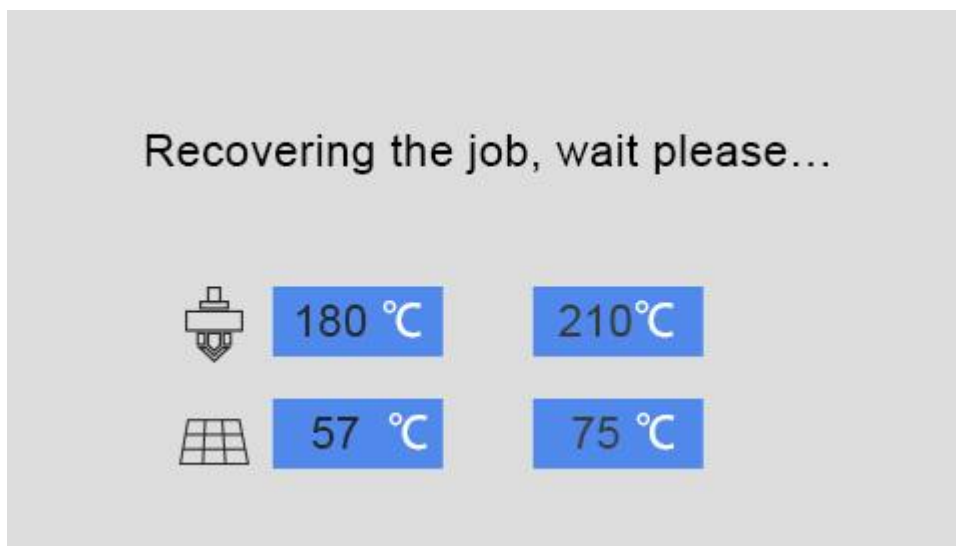 Recovering the job, wait please...
180 ℃ 210℃
57 ℃ 75 ℃